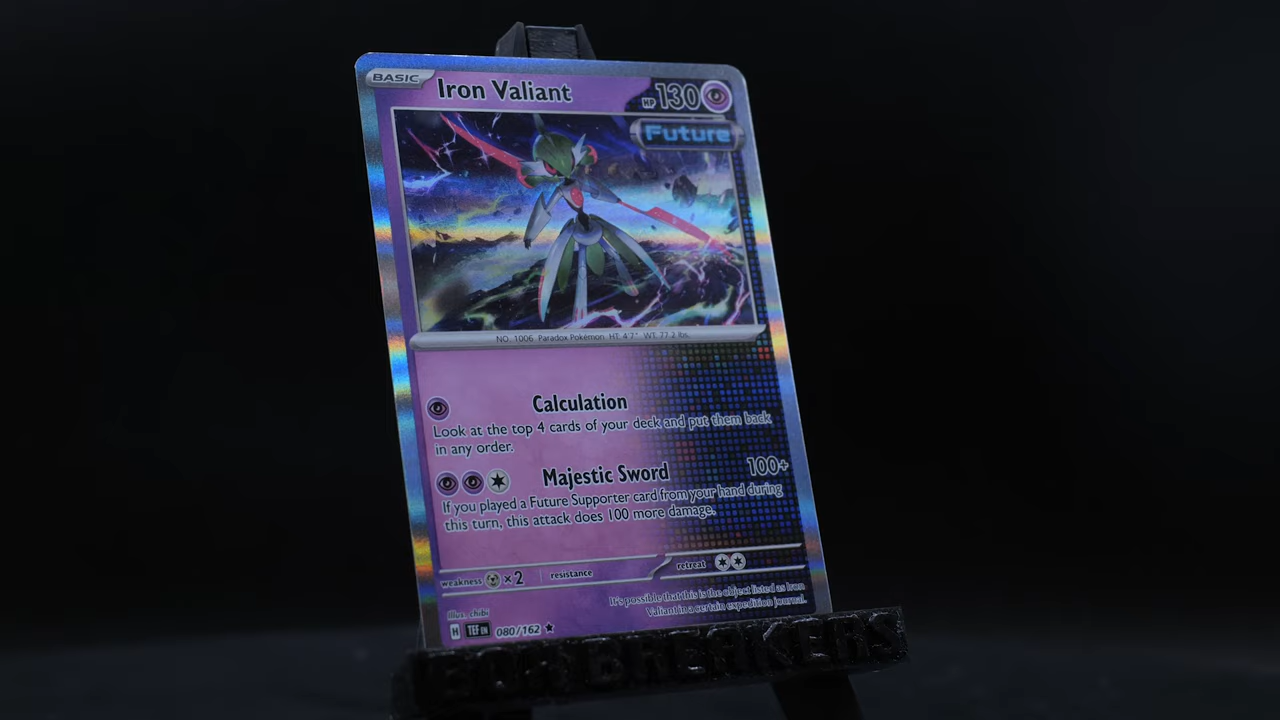 BASIC Iron Valiant HP 130
Future
NO. 1006 Paradox Pokémon HT: 4'7" WT: 77.2 lbs.
Calculation
Look at the top 4 cards of your deck and put them back
in any order.
Majestic Sword 100+
If you played a Future Supporter card from your hand during
this turn, this attack does 100 more damage.
weakness ×2 resistance retreat
It's possible that this is the object listed as Iron
Valiant in a certain expedition journal.
Illus. chibi
H TEF EN 080/162 ★
BREAKERS